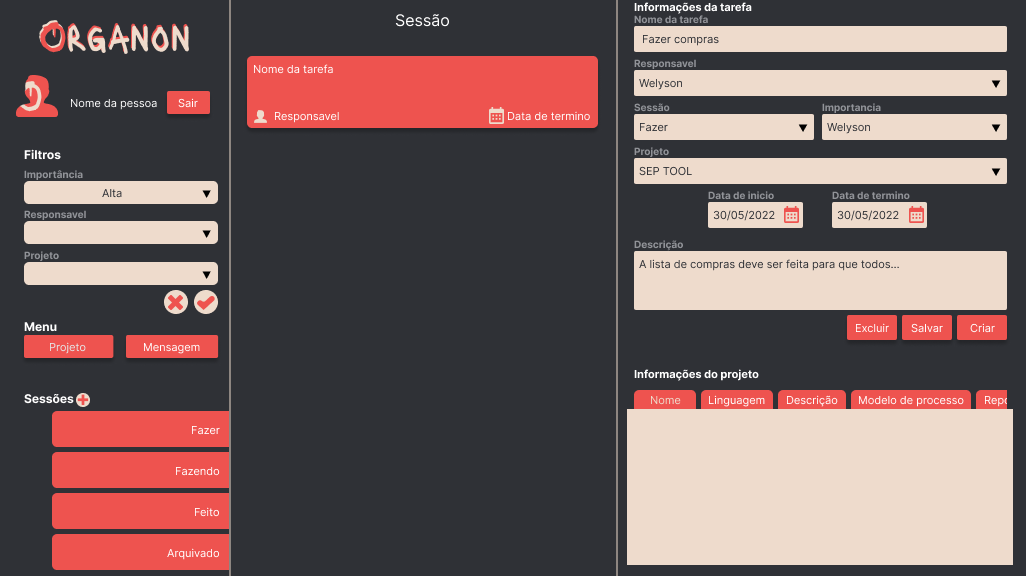 ORGANON
Nome da pessoa
Sair
Filtros
Importância
Alta
Responsavel
Projeto
Menu
Projeto
Mensagem
Sessões
Fazer
Fazendo
Feito
Arquivado
Sessão
Nome da tarefa
Responsavel
Data de termino
Informações da tarefa
Nome da tarefa
Fazer compras
Responsavel
Welyson
Sessão
Importancia
Fazer
Welyson
Projeto
SEP TOOL
Data de inicio
Data de termino
30/05/2022
30/05/2022
Descrição
A lista de compras deve ser feita para que todos...
Excluir
Salvar
Criar
Informações do projeto
Nome
Linguagem
Descrição
Modelo de processo
Repo